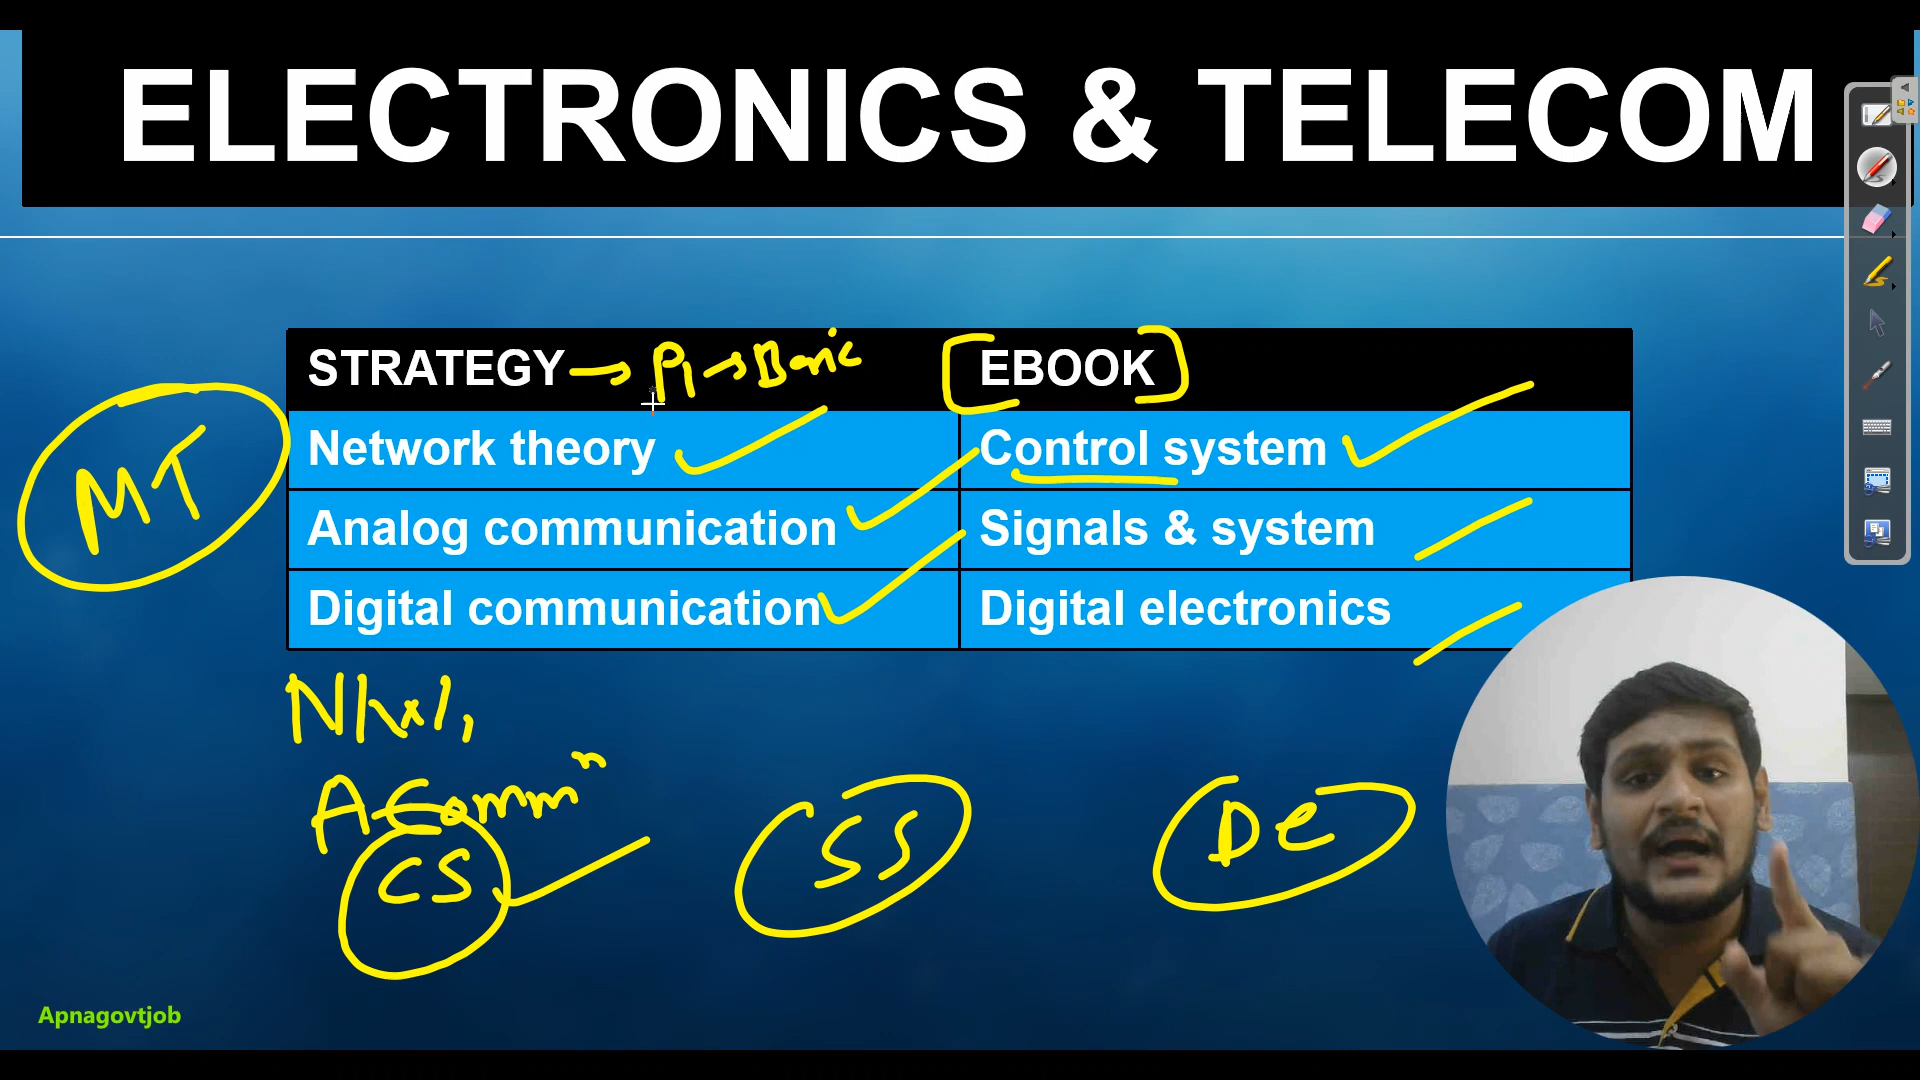 ELECTRONICS & TELECOM
STRATEGY → P1 → Basic
EBOOK
Network theory
Control system
Analog communication
Signals & system
Digital communication
Digital electronics
MT
A Commn
CS
SS
De
Apnagovtjob